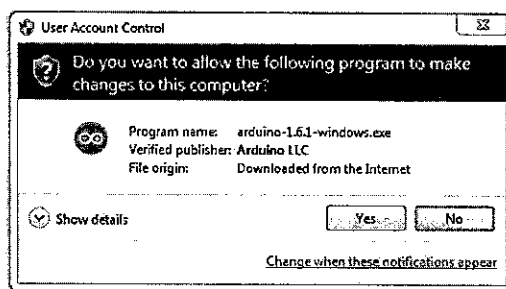 User Account Control
Do you want to allow the following program to make
changes to this computer?
Program name: arduino-1.6.1-windows.exe
Verified publisher: Arduino LLC
File origin: Downloaded from the Internet
Show details
Yes
No
Change when these notifications appear